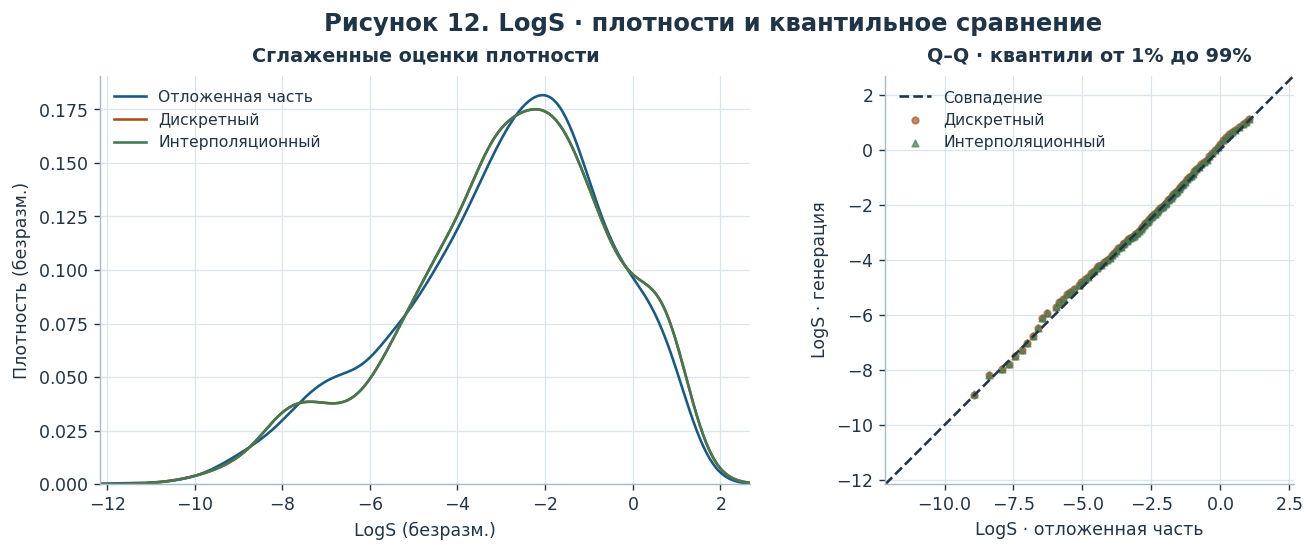 Рисунок 12. LogS · плотности и квантильное сравнение
Сглаженные оценки плотности
Отложенная часть
Дискретный
Интерполяционный
Плотность (безразм.)
0.175
0.150
0.125
0.100
0.075
0.050
0.025
0.000
−12
−10
−8
−6
−4
−2
0
2
LogS (безразм.)
Q–Q · квантили от 1% до 99%
Совпадение
Дискретный
Интерполяционный
LogS · генерация
2
0
−2
−4
−6
−8
−10
−12
−10.0
−7.5
−5.0
−2.5
0.0
2.5
LogS · отложенная часть